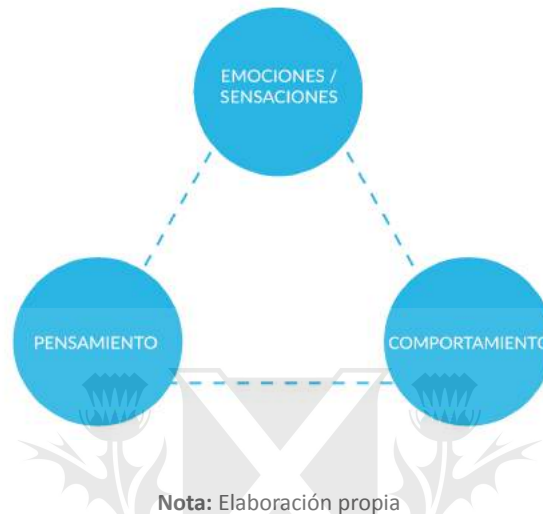 EMOCIONES /
SENSACIONES
PENSAMIENTO
COMPORTAMIENTO
Nota: Elaboración propia